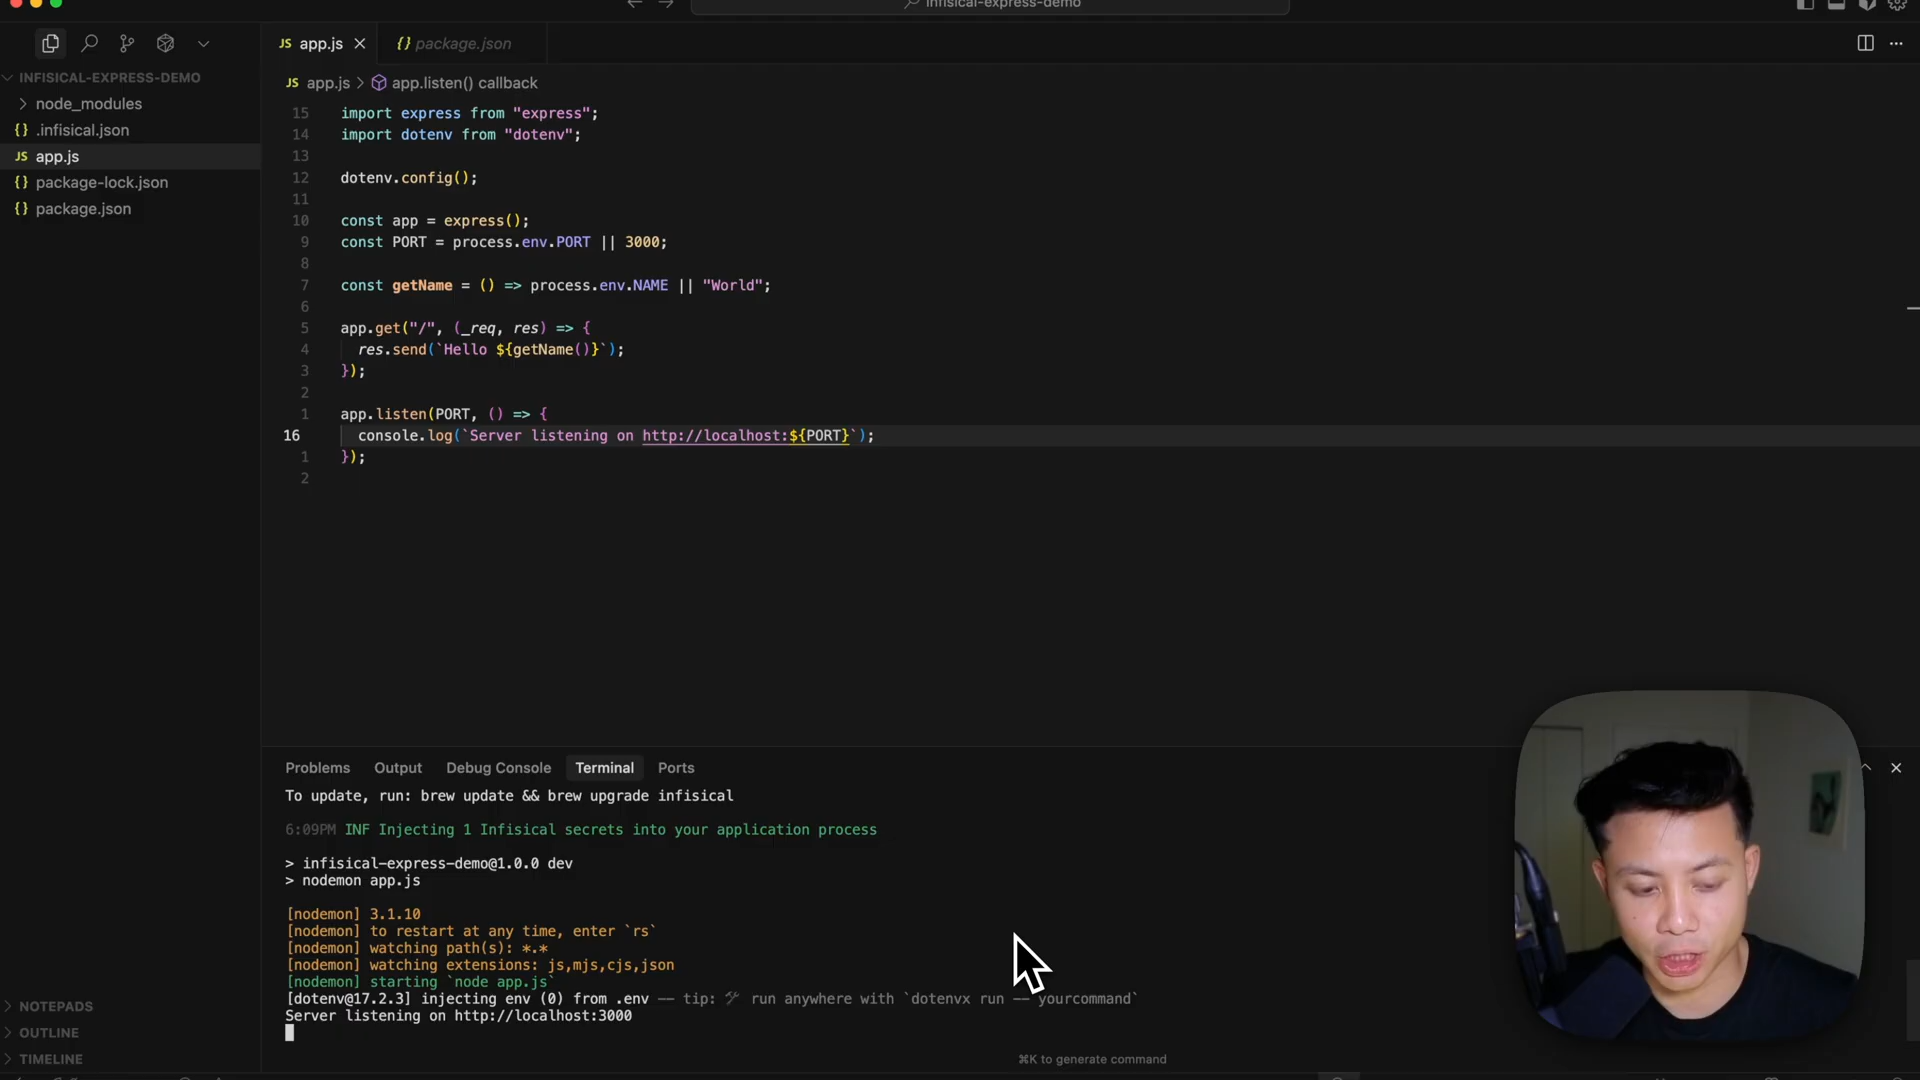 infisical-express-demo
JS app.js
{} package.json
INFISICAL-EXPRESS-DEMO
node_modules
{} .infisical.json
JS app.js
{} package-lock.json
{} package.json
JS app.js > app.listen() callback
15 import express from "express";
14 import dotenv from "dotenv";
13
12 dotenv.config();
11
10 const app = express();
9 const PORT = process.env.PORT || 3000;
8
7 const getName = () => process.env.NAME || "World";
6
5 app.get("/", (_req, res) => {
4 res.send(`Hello ${getName()}`);
3 });
2
1 app.listen(PORT, () => {
16 console.log(`Server listening on http://localhost:${PORT}`);
1 });
2
Problems Output Debug Console Terminal Ports
To update, run: brew update && brew upgrade infisical
6:09PM INF Injecting 1 Infisical secrets into your application process
> infisical-express-demo@1.0.0 dev
> nodemon app.js
[nodemon] 3.1.10
[nodemon] to restart at any time, enter `rs`
[nodemon] watching path(s): *.*
[nodemon] watching extensions: js,mjs,cjs,json
[nodemon] starting `node app.js`
[dotenv@17.2.3] injecting env (0) from .env -- tip: 🛠️ run anywhere with `dotenvx run -- yourcommand`
Server listening on http://localhost:3000
⌘K to generate command
NOTEPADS
OUTLINE
TIMELINE